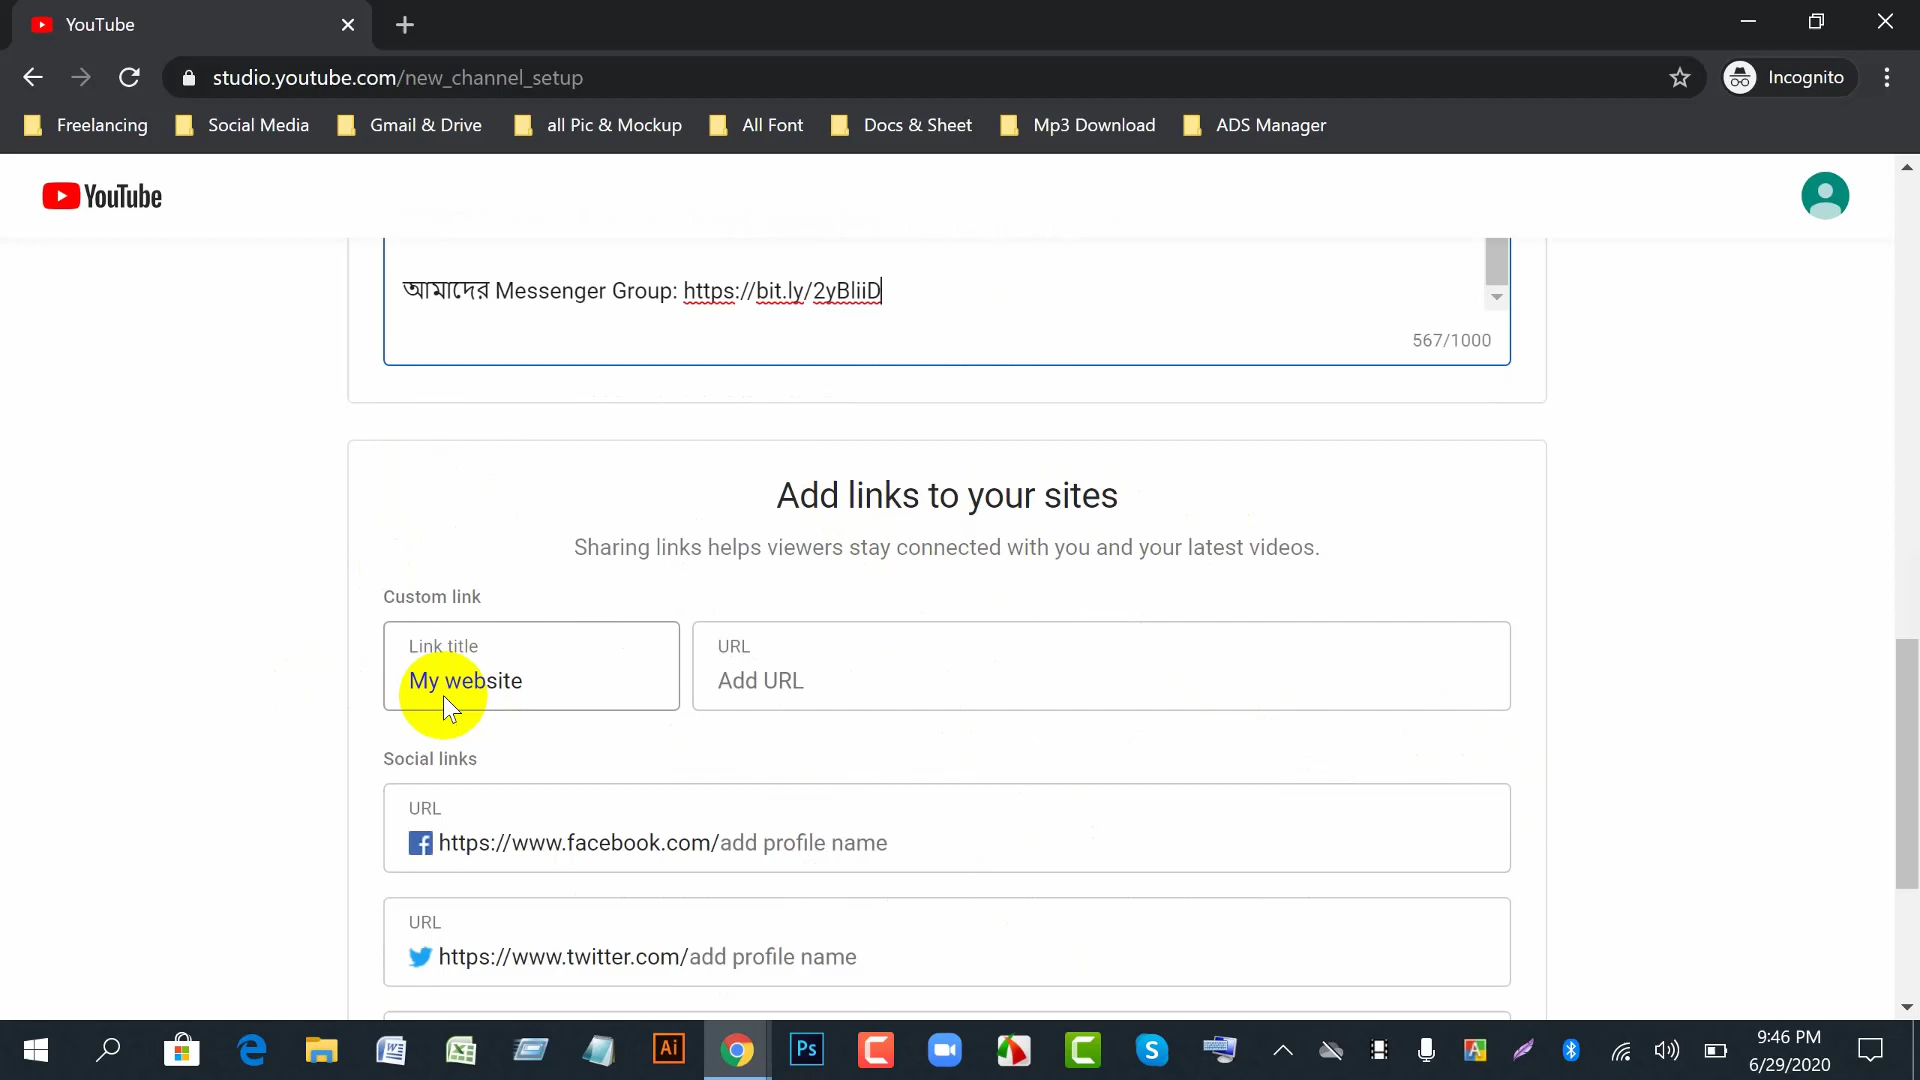 YouTube
studio.youtube.com/new_channel_setup
Incognito
Freelancing Social Media Gmail & Drive all Pic & Mockup All Font Docs & Sheet Mp3 Download ADS Manager
YouTube
আমাদের Messenger Group: https://bit.ly/2yBliiD
567/1000
Add links to your sites
Sharing links helps viewers stay connected with you and your latest videos.
Custom link
Link title
My website
URL
Add URL
Social links
URL
https://www.facebook.com/add profile name
URL
https://www.twitter.com/add profile name
9:46 PM
6/29/2020